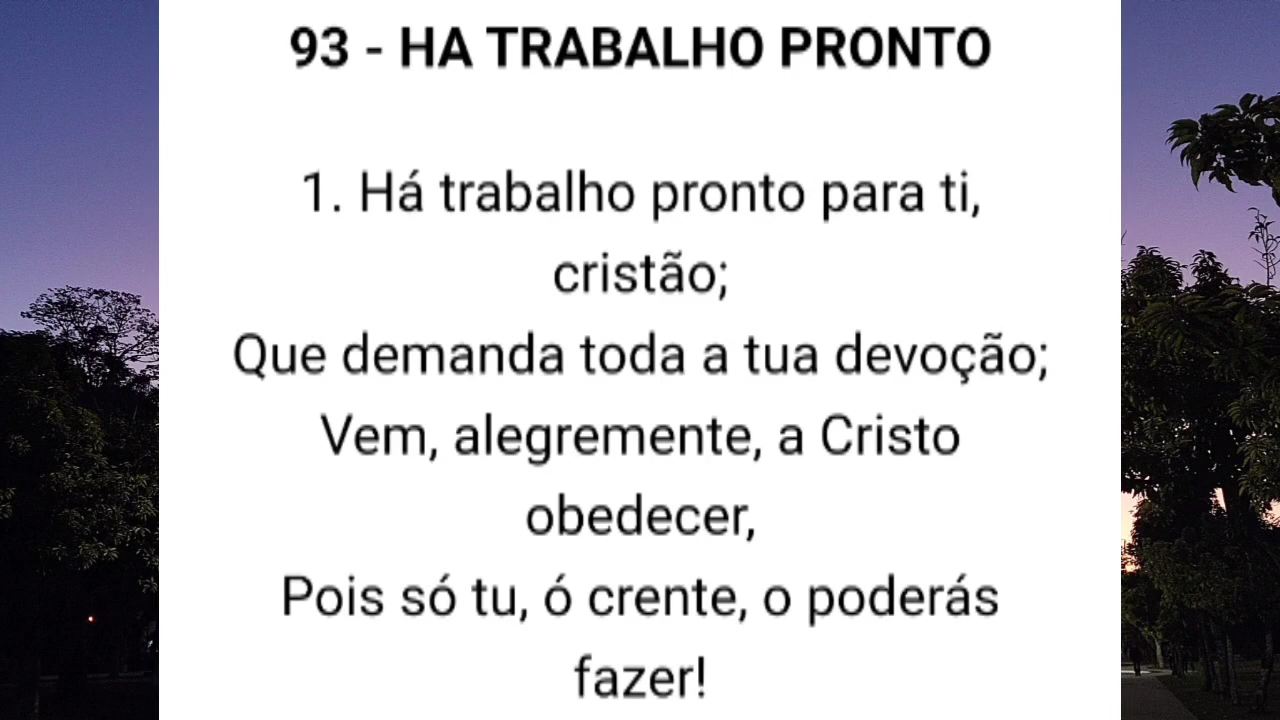 93 - HA TRABALHO PRONTO
1. Há trabalho pronto para ti,
cristão;
Que demanda toda a tua devoção;
Vem, alegremente, a Cristo
obedecer,
Pois só tu, ó crente, o poderás
fazer!